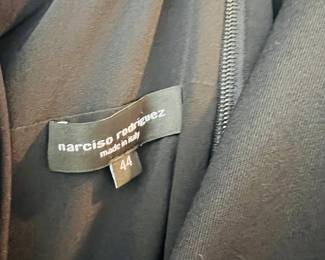 narciso rodriguez
made in italy
44